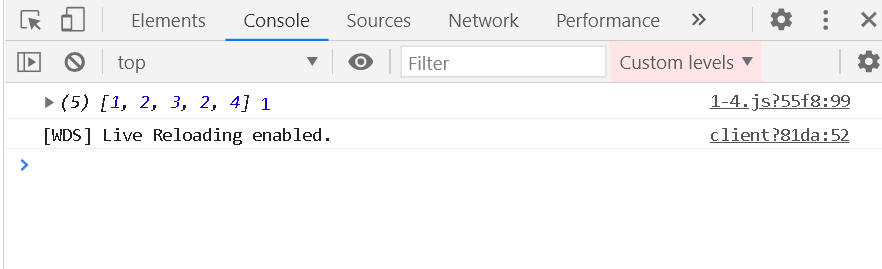 Elements Console Sources Network Performance
top Filter Custom levels
(5) [1, 2, 3, 2, 4] 1 1-4.js?55f8:99
[WDS] Live Reloading enabled. client?81da:52